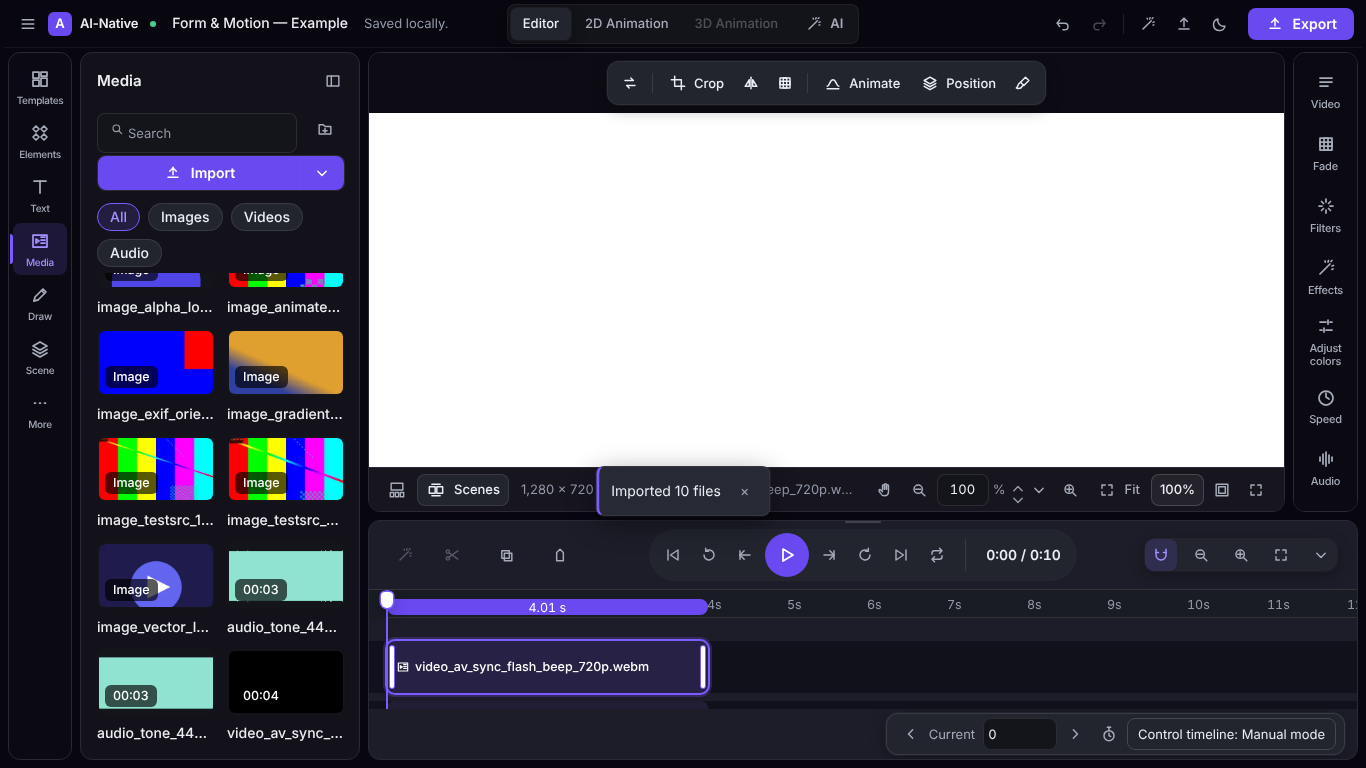 A AI-Native Form & Motion — Example Saved locally.
Editor 2D Animation 3D Animation AI
Export
Templates
Elements
Text
Media
Draw
Scene
More
Media
Search
Import
All Images Videos
Audio
image_alpha_lo... image_animate...
Image Image
image_exif_orie... image_gradient...
Image Image
image_testsrc_1... image_testsrc_...
Image 00:03
image_vector_l... audio_tone_44...
00:03 00:04
audio_tone_44... video_av_sync_...
Crop Animate Position
Scenes 1,280 × 720
Imported 10 files ×
eep_720p.w... 100 % Fit 100%
Video
Fade
Filters
Effects
Adjust
colors
Speed
Audio
0:00 / 0:10
4.01 s 4s 5s 6s 7s 8s 9s 10s 11s
video_av_sync_flash_beep_720p.webm
Current 0 Control timeline: Manual mode